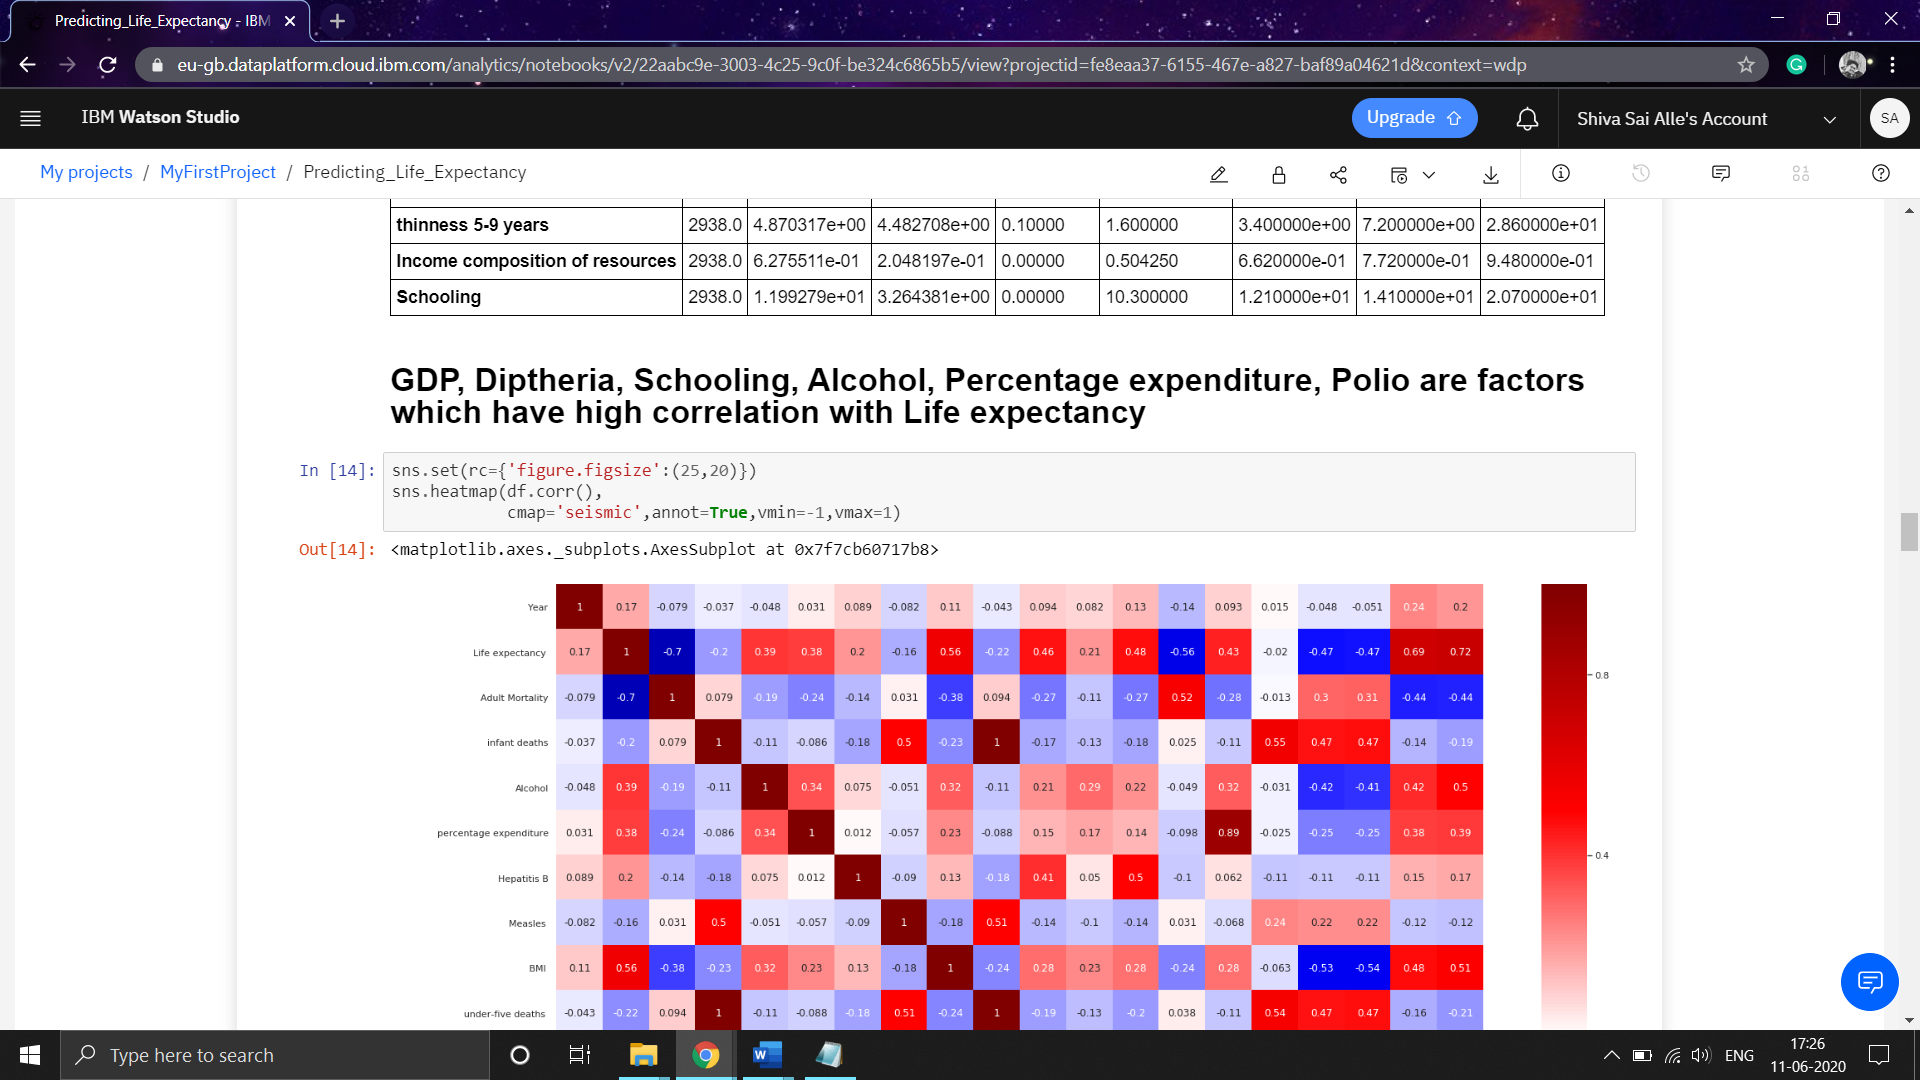 Predicting_Life_Expectancy - IBM
eu-gb.dataplatform.cloud.ibm.com/analytics/notebooks/v2/22aabc9e-3003-4c25-9c0f-be324c6865b5/view?projectid=fe8eaa37-6155-467e-a827-baf89a04621d&context=wdp
IBM Watson Studio
Upgrade
Shiva Sai Alle's Account
SA
My projects / MyFirstProject / Predicting_Life_Expectancy
thinness 5-9 years 2938.0 4.870317e+00 4.482708e+00 0.10000 1.600000 3.400000e+00 7.200000e+00 2.860000e+01
Income composition of resources 2938.0 6.275511e-01 2.048197e-01 0.00000 0.504250 6.620000e-01 7.720000e-01 9.480000e-01
Schooling 2938.0 1.199279e+01 3.264381e+00 0.00000 10.300000 1.210000e+01 1.410000e+01 2.070000e+01
GDP, Diptheria, Schooling, Alcohol, Percentage expenditure, Polio are factors
which have high correlation with Life expectancy
In [14]: sns.set(rc={'figure.figsize':(25,20)})
sns.heatmap(df.corr(),
cmap='seismic',annot=True,vmin=-1,vmax=1)
Out[14]: <matplotlib.axes._subplots.AxesSubplot at 0x7f7cb60717b8>
Year 1 0.17 -0.079 -0.037 -0.048 0.031 0.089 -0.082 0.11 -0.043 0.094 0.082 0.13 -0.14 0.093 0.015 -0.048 -0.051 0.24 0.2
Life expectancy 0.17 1 -0.7 -0.2 0.39 0.38 0.2 -0.16 0.56 -0.22 0.46 0.21 0.48 -0.56 0.43 -0.02 -0.47 -0.47 0.69 0.72
0.8
Adult Mortality -0.079 -0.7 1 0.079 -0.19 -0.24 -0.14 0.031 -0.38 0.094 -0.27 -0.11 -0.27 0.52 -0.28 -0.013 0.3 0.31 -0.44 -0.44
infant deaths -0.037 -0.2 0.079 1 -0.11 -0.086 -0.18 0.5 -0.23 1 -0.17 -0.13 -0.18 0.025 -0.11 0.55 0.47 0.47 -0.14 -0.19
Alcohol -0.048 0.39 -0.19 -0.11 1 0.34 0.075 -0.051 0.32 -0.11 0.21 0.29 0.22 -0.049 0.32 -0.031 -0.42 -0.41 0.42 0.5
percentage expenditure 0.031 0.38 -0.24 -0.086 0.34 1 0.012 -0.057 0.23 -0.088 0.15 0.17 0.14 -0.098 0.89 -0.025 -0.25 -0.25 0.38 0.39
0.4
Hepatitis B 0.089 0.2 -0.14 -0.18 0.075 0.012 1 -0.09 0.13 -0.18 0.41 0.05 0.5 -0.1 0.062 -0.11 -0.11 -0.11 0.15 0.17
Measles -0.082 -0.16 0.031 0.5 -0.051 -0.057 -0.09 1 -0.18 0.51 -0.14 -0.1 -0.14 0.031 -0.068 0.24 0.22 0.22 -0.12 -0.12
BMI 0.11 0.56 -0.38 -0.23 0.32 0.23 0.13 -0.18 1 -0.24 0.28 0.23 0.28 -0.24 0.28 -0.063 -0.53 -0.54 0.48 0.51
under-five deaths -0.043 -0.22 0.094 1 -0.11 -0.088 -0.18 0.51 -0.24 1 -0.19 -0.13 -0.2 0.038 -0.11 0.54 0.47 0.47 -0.16 -0.21
Type here to search
ENG
17:26
11-06-2020